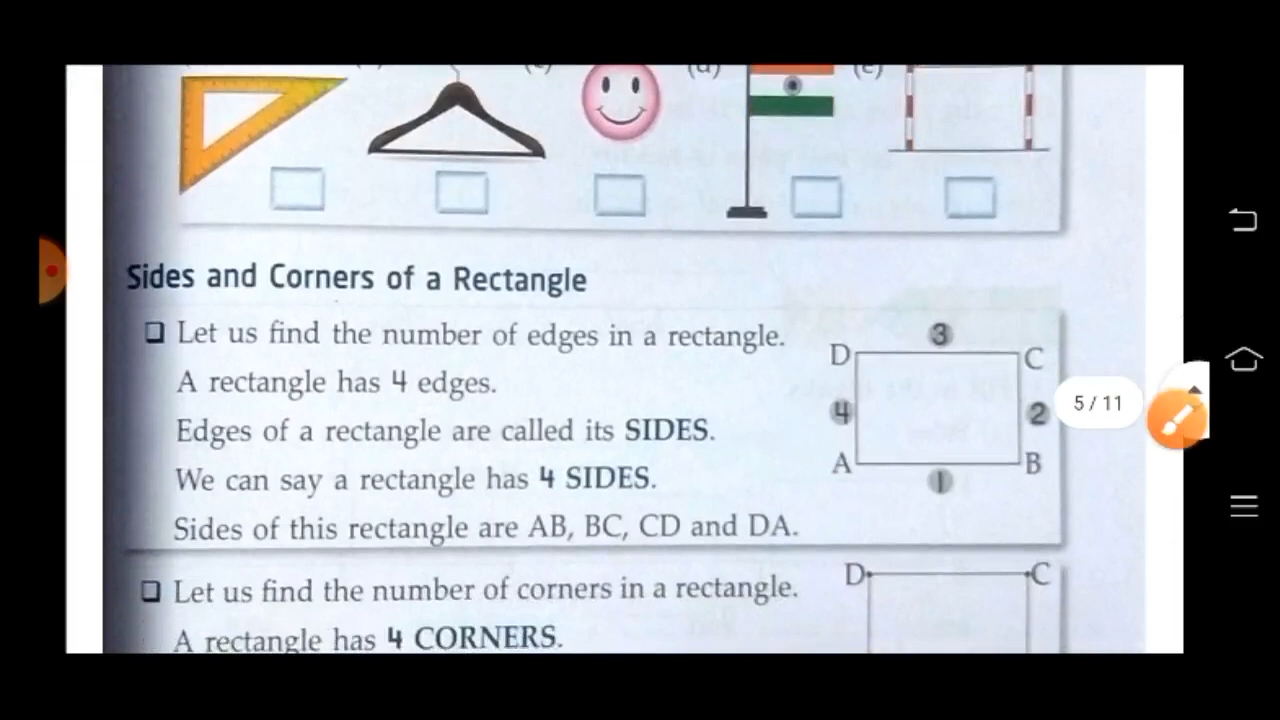 (d)
(e)
Sides and Corners of a Rectangle
❑ Let us find the number of edges in a rectangle.
A rectangle has 4 edges.
Edges of a rectangle are called its SIDES.
We can say a rectangle has 4 SIDES.
Sides of this rectangle are AB, BC, CD and DA.
3
D C
4 2
A B
1
5 / 11
❑ Let us find the number of corners in a rectangle.
A rectangle has 4 CORNERS.
D C